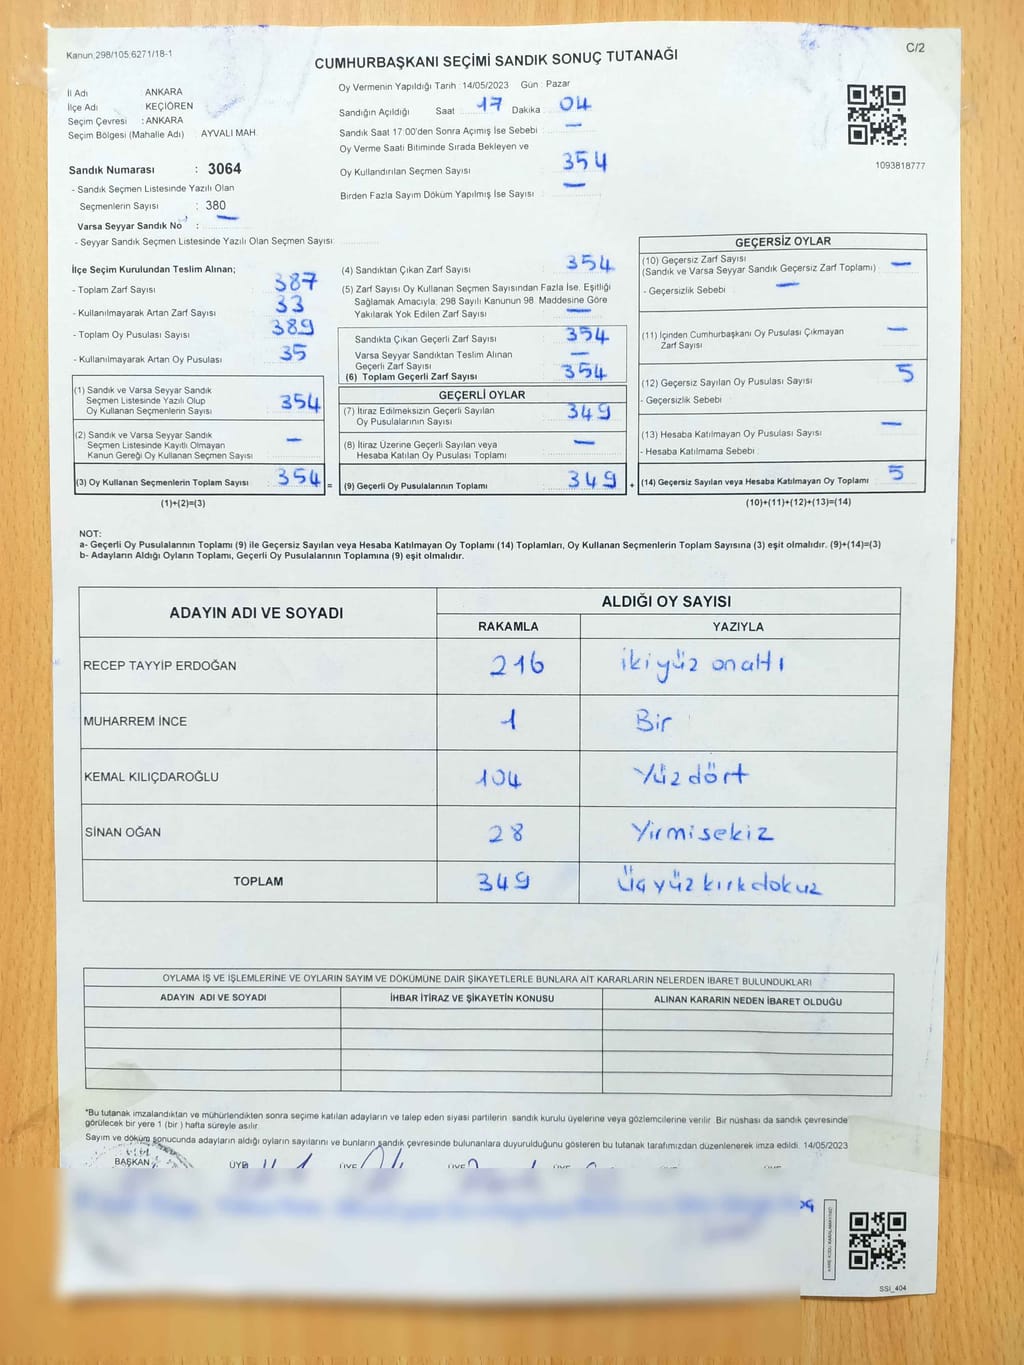 Kanun:298/105,6271/18-1
C/2
CUMHURBAŞKANI SEÇİMİ SANDIK SONUÇ TUTANAĞI
İl Adı ANKARA
İlçe Adı KEÇİÖREN
Seçim Çevresi : ANKARA
Seçim Bölgesi (Mahalle Adı) AYVALI MAH.
Sandık Numarası : 3064
- Sandık Seçmen Listesinde Yazılı Olan
Seçmenlerin Sayısı : 380
Varsa Seyyar Sandık No : —
- Seyyar Sandık Seçmen Listesinde Yazılı Olan Seçmen Sayısı:
Oy Vermenin Yapıldığı Tarih : 14/05/2023 Gün : Pazar
Sandığın Açıldığı Saat 17 Dakika 04
Sandık Saat 17:00'den Sonra Açımış İse Sebebi : —
Oy Verme Saati Bitiminde Sırada Bekleyen ve
Oy Kullandırılan Seçmen Sayısı 354
Birden Fazla Sayım Döküm Yapılmış İse Sayısı : —
1093818777
İlçe Seçim Kurulundan Teslim Alınan;
- Toplam Zarf Sayısı 387
- Kullanılmayarak Artan Zarf Sayısı 33
- Toplam Oy Pusulası Sayısı 389
- Kullanılmayarak Artan Oy Pusulası 35
(1) Sandık ve Varsa Seyyar Sandık
Seçmen Listesinde Yazılı Olup
Oy Kullanan Seçmenlerin Sayısı 354
(2) Sandık ve Varsa Seyyar Sandık
Seçmen Listesinde Kayıtlı Olmayan
Kanun Gereği Oy Kullanan Seçmen Sayısı —
(3) Oy Kullanan Seçmenlerin Toplam Sayısı 354 =
(1)+(2)=(3)
(4) Sandıktan Çıkan Zarf Sayısı 354
(5) Zarf Sayısı Oy Kullanan Seçmen Sayısından Fazla İse, Eşitliği
Sağlamak Amacıyla, 298 Sayılı Kanunun 98. Maddesine Göre
Yakılarak Yok Edilen Zarf Sayısı —
Sandıkta Çıkan Geçerli Zarf Sayısı 354
Varsa Seyyar Sandıktan Teslim Alınan
Geçerli Zarf Sayısı —
(6) Toplam Geçerli Zarf Sayısı 354
GEÇERLİ OYLAR
(7) İtiraz Edilmeksizin Geçerli Sayılan
Oy Pusulalarının Sayısı 349
(8) İtiraz Üzerine Geçerli Sayılan veya
Hesaba Katılan Oy Pusulası Toplamı —
(9) Geçerli Oy Pusulalarının Toplamı 349 +
GEÇERSİZ OYLAR
(10) Geçersiz Zarf Sayısı
(Sandık ve Varsa Seyyar Sandık Geçersiz Zarf Toplamı) —
- Geçersizlik Sebebi : —
(11) İçinden Cumhurbaşkanı Oy Pusulası Çıkmayan
Zarf Sayısı —
(12) Geçersiz Sayılan Oy Pusulası Sayısı 5
- Geçersizlik Sebebi
(13) Hesaba Katılmayan Oy Pusulası Sayısı —
- Hesaba Katılmama Sebebi :
(14) Geçersiz Sayılan veya Hesaba Katılmayan Oy Toplamı 5
(10)+(11)+(12)+(13)=(14)
NOT:
a- Geçerli Oy Pusulalarının Toplamı (9) ile Geçersiz Sayılan veya Hesaba Katılmayan Oy Toplamı (14) Toplamları, Oy Kullanan Seçmenlerin Toplam Sayısına (3) eşit olmalıdır. (9)+(14)=(3)
b- Adayların Aldığı Oyların Toplamı, Geçerli Oy Pusulalarının Toplamına (9) eşit olmalıdır.
ADAYIN ADI VE SOYADI ALDIĞI OY SAYISI
RAKAMLA YAZIYLA
RECEP TAYYİP ERDOĞAN 216 ikiyüz onaltı
MUHARREM İNCE 1 Bir
KEMAL KILIÇDAROĞLU 104 Yüz dört
SİNAN OĞAN 28 Yirmisekiz
TOPLAM 349 Üçyüzkırkdokuz
OYLAMA İŞ VE İŞLEMLERİNE VE OYLARIN SAYIM VE DÖKÜMÜNE DAİR ŞİKAYETLERLE BUNLARA AİT KARARLARIN NELERDEN İBARET BULUNDUKLARI
ADAYIN ADI VE SOYADI İHBAR İTİRAZ VE ŞİKAYETİN KONUSU ALINAN KARARIN NEDEN İBARET OLDUĞU
*Bu tutanak imzalandıktan ve mühürlendikten sonra seçime katılan adayların ve talep eden siyasi partilerin sandık kurulu üyelerine veya gözlemcilerine verilir. Bir nüshası da sandık çevresinde
görülecek bir yere 1 (bir ) hafta süreyle asılır.
Sayım ve döküm sonucunda adayların aldığı oyların sayılarını ve bunların sandık çevresinde bulunanlara duyurulduğunu gösteren bu tutanak tarafımızdan düzenlenerek imza edildi. 14/05/2023
BAŞKAN ÜYE ÜYE ÜYE ÜYE ÜYE
SSI_404